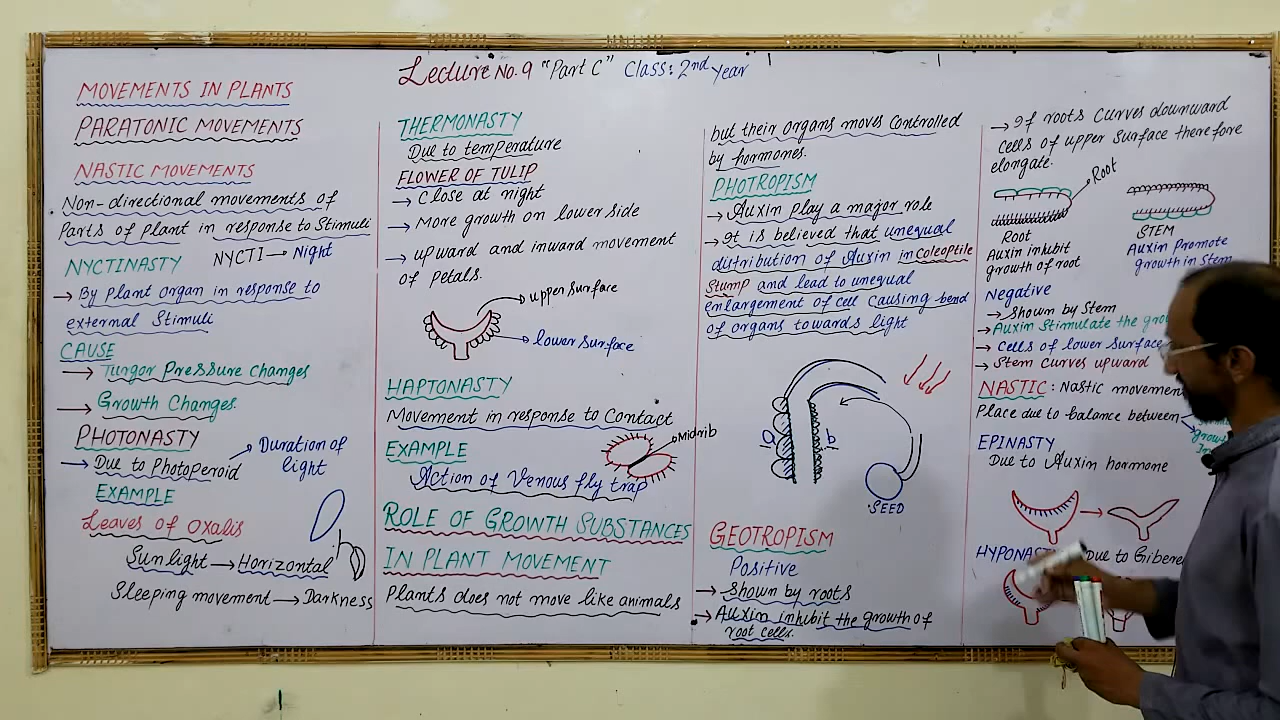 Lecture No. 9 "Part C" Class: 2nd Year
MOVEMENTS IN PLANTS
PARATONIC MOVEMENTS
NASTIC MOVEMENTS
Non-directional movements of
Parts of plant in response to Stimuli
NYCTINASTY NYCTI → Night
→ By Plant organ in response to
external Stimuli
CAUSE
→ Turgor Pressure Changes
→ Growth Changes.
PHOTONASTY
→ Due to Photoperoid
Duration of
light
EXAMPLE
Leaves of Oxalis
Sunlight → Horizontal
Sleeping movement → Darkness
THERMONASTY
Due to temperature
FLOWER OF TULIP
→ Close at night
→ More growth on lower side
→ upward and inward movement
of petals.
upper surface
lower surface
HAPTONASTY
Movement in response to Contact
EXAMPLE
midrib
Action of Venous fly trap
ROLE OF GROWTH SUBSTANCES
IN PLANT MOVEMENT
Plants does not move like animals
but their organs moves controlled
by hormones.
PHOTROPISM
→ Auxin play a major role
→ It is believed that unequal
distribution of Auxin in coleoptile
Stump and lead to unequal
enlargement of cell causing bend
of organs towards light
a b
SEED
GEOTROPISM
Positive
→ Shown by roots
→ Auxin inhibit the growth of
root cells.
→ If roots curves downward
cells of upper surface therefore
elongate.
Root
Root
Auxin inhibit
growth of root
STEM
Auxin Promote
growth in Stem
Negative
→ Shown by Stem
→ Auxin Stimulate the
→ Cells of lower Surface
→ Stem Curves upward
NASTIC: Nastic movement
Place due to balance between
EPINASTY
Due to Auxin hormone
Due to